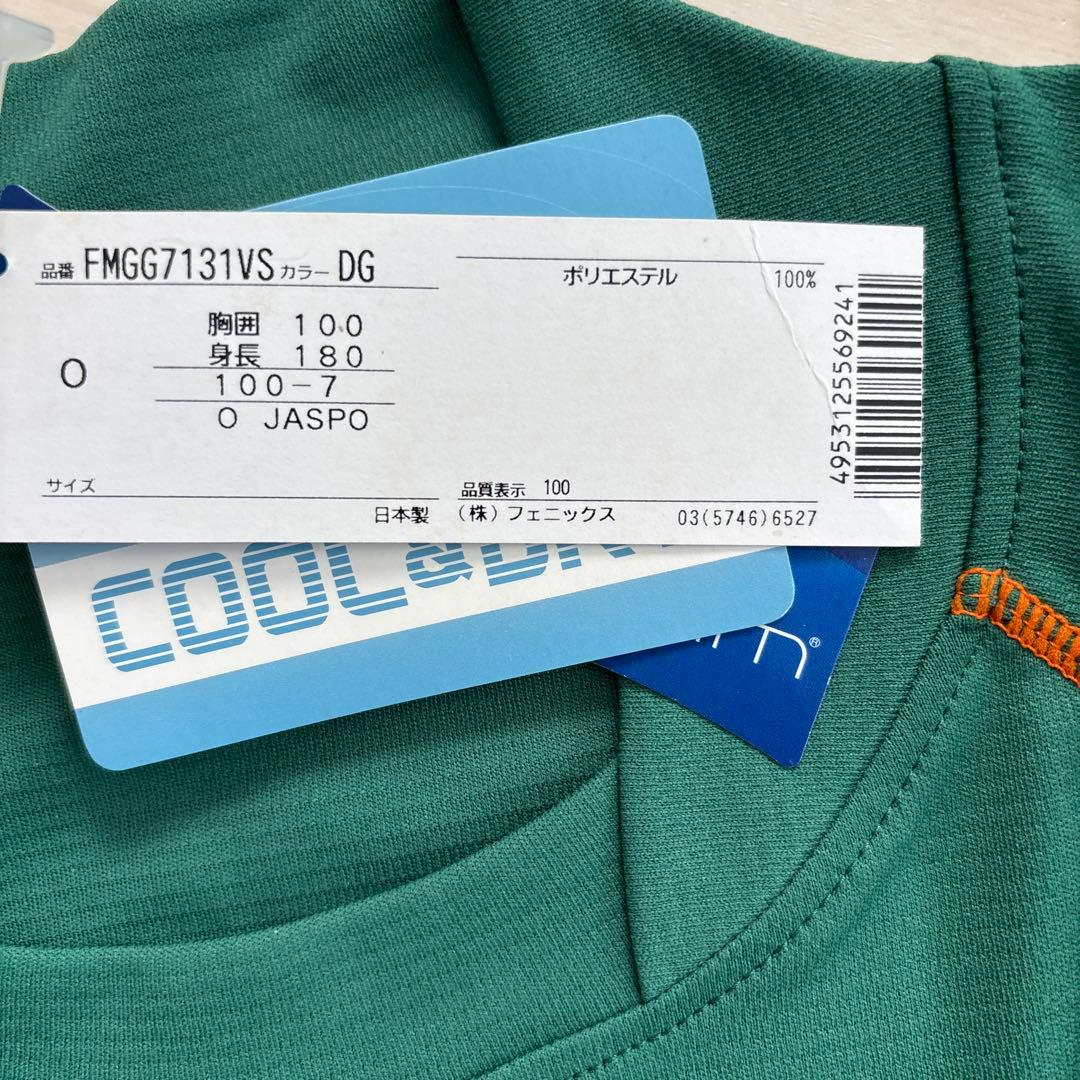 品番 FMGG7131VS カラー DG
ポリエステル 100%
胸囲 100
身長 180
100-7
O JASPO
O
サイズ
品質表示 100
日本製 (株)フェニックス 03(5746)6527
4953125569241
COOL&D
®